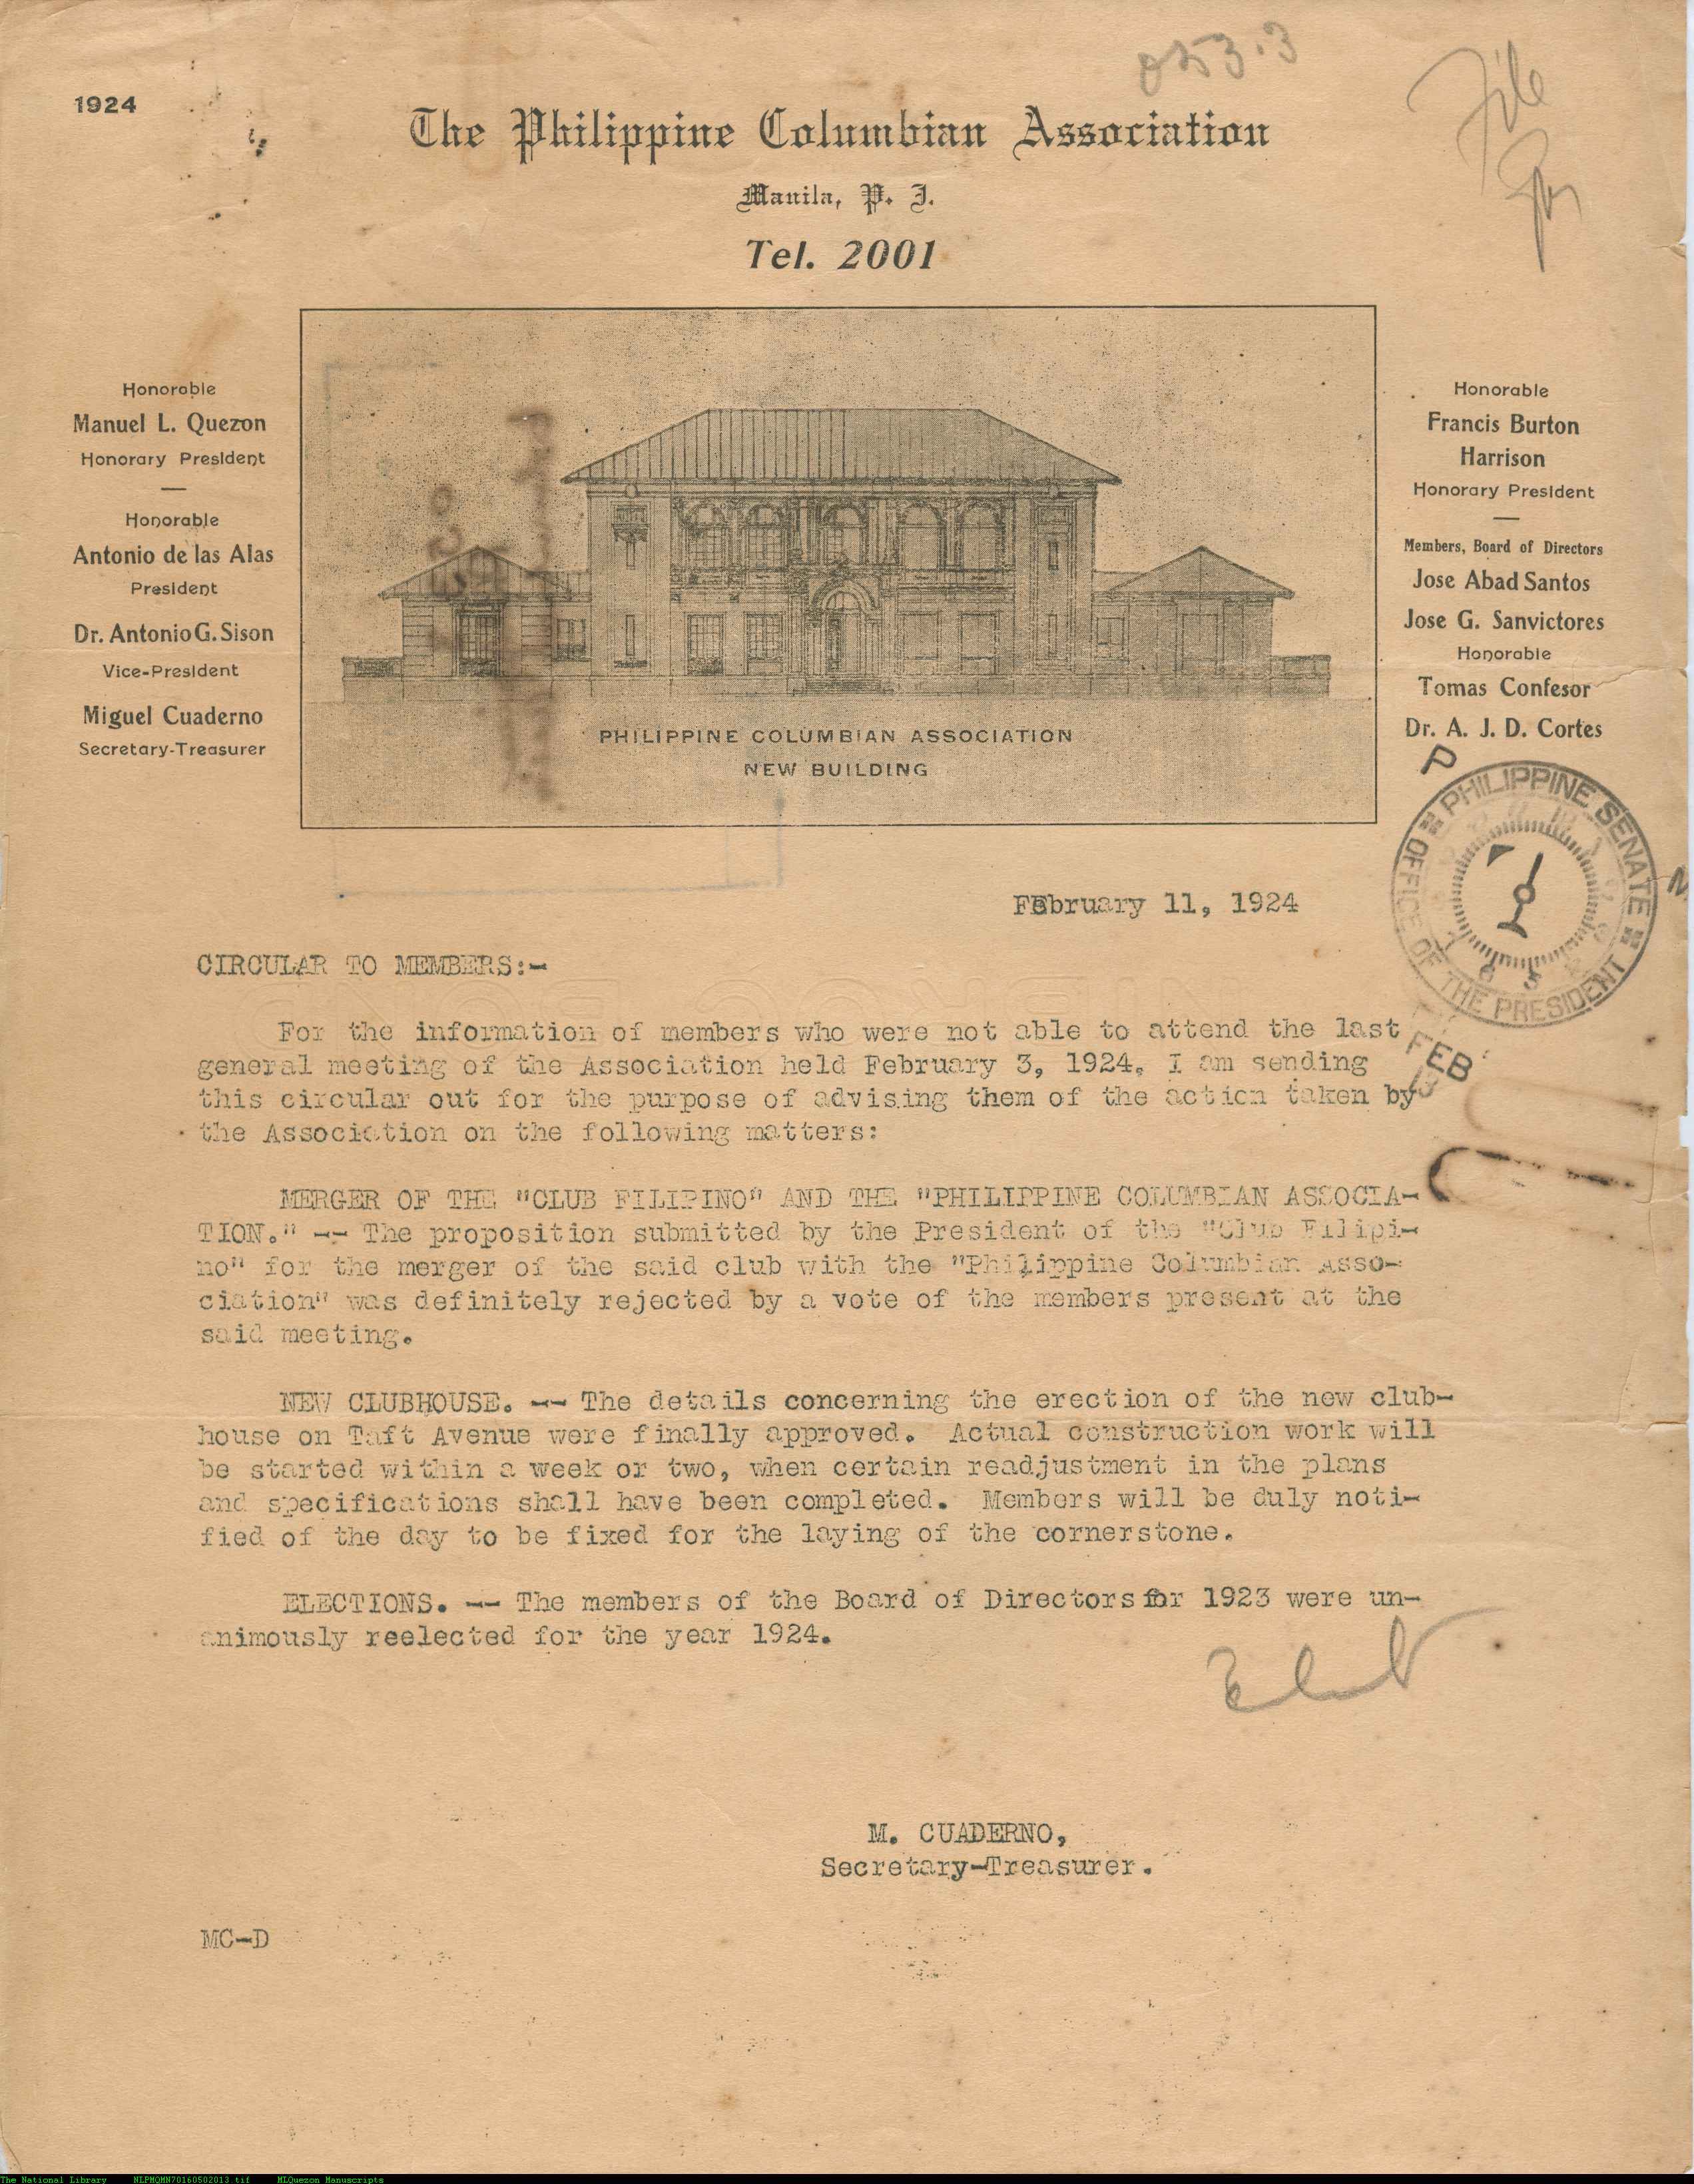 1924
The Philippine Columbian Association
Manila, P. I.
Tel. 2001
File
Honorable
Manuel L. Quezon
Honorary President
Honorable
Antonio de las Alas
President
Dr. Antonio G. Sison
Vice-President
Miguel Cuaderno
Secretary-Treasurer
PHILIPPINE COLUMBIAN ASSOCIATION
NEW BUILDING
Honorable
Francis Burton
Harrison
Honorary President
Members, Board of Directors
Jose Abad Santos
Jose G. Sanvictores
Honorable
Tomas Confesor
Dr. A. J. D. Cortes
P
PHILIPPINE SENATE
OFFICE OF THE PRESIDENT
FEB
13
February 11, 1924
CIRCULAR TO MEMBERS:-
For the information of members who were not able to attend the last
general meeting of the Association held February 3, 1924, I am sending
this circular out for the purpose of advising them of the action taken by
the Association on the following matters:
MERGER OF THE "CLUB FILIPINO" AND THE "PHILIPPINE COLUMBIAN ASSOCIA-
TION." -- The proposition submitted by the President of the "Club Filipi-
no" for the merger of the said club with the "Philippine Columbian Asso-
ciation" was definitely rejected by a vote of the members present at the
said meeting.
NEW CLUBHOUSE. -- The details concerning the erection of the new club-
house on Taft Avenue were finally approved. Actual construction work will
be started within a week or two, when certain readjustment in the plans
and specifications shall have been completed. Members will be duly noti-
fied of the day to be fixed for the laying of the cornerstone.
ELECTIONS. -- The members of the Board of Directors for 1923 were un-
animously reelected for the year 1924.
M. CUADERNO,
Secretary-Treasurer.
MC-D
The National Library NLPMQMN70160502013.tif MLQuezon Manuscripts